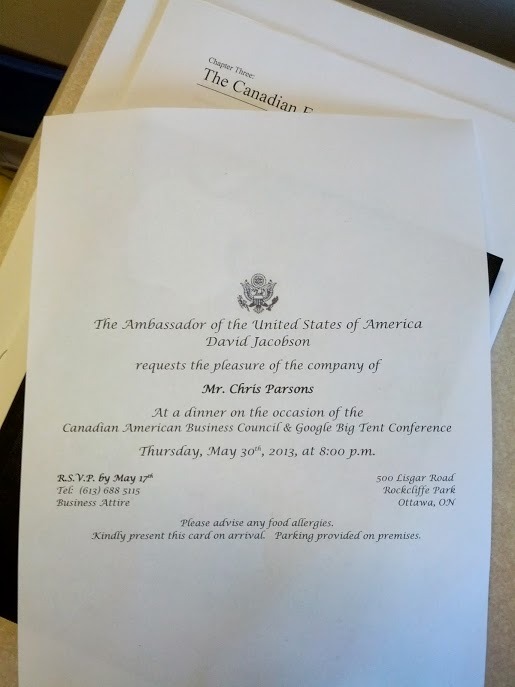 Chapter Three:
The Canadian
The Ambassador of the United States of America
David Jacobson
requests the pleasure of the company of
Mr. Chris Parsons
At a dinner on the occasion of the
Canadian American Business Council & Google Big Tent Conference
Thursday, May 30th, 2013, at 8:00 p.m.
R.S.V.P. by May 17th
Tel: (613) 688 5115
Business Attire
500 Lisgar Road
Rockcliffe Park
Ottawa, ON
Please advise any food allergies.
Kindly present this card on arrival. Parking provided on premises.